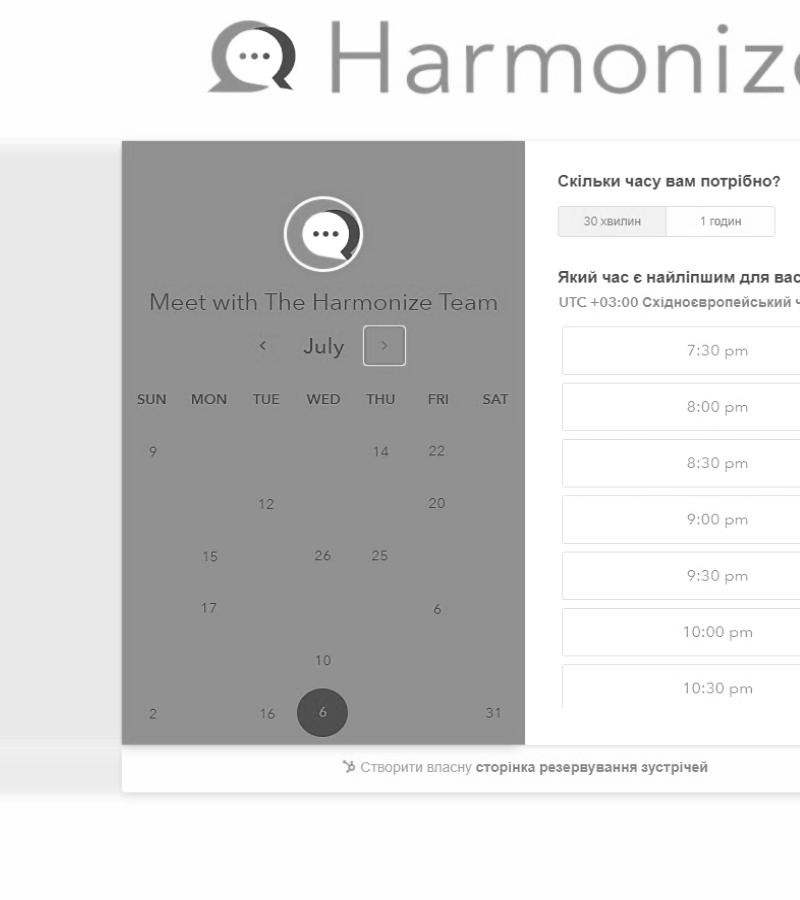 Harmonize
Meet with The Harmonize Team
July
SUN MON TUE WED THU FRI SAT
9 14 22
12 20
15 26 25
17 6
10
2 16 6 31
Скільки часу вам потрібно?
30 хвилин 1 годин
Який час є найліпшим для вас
UTC +03:00 Східноєвропейський ч
7:30 pm
8:00 pm
8:30 pm
9:00 pm
9:30 pm
10:00 pm
10:30 pm
Створити власну сторінка резервування зустрічей